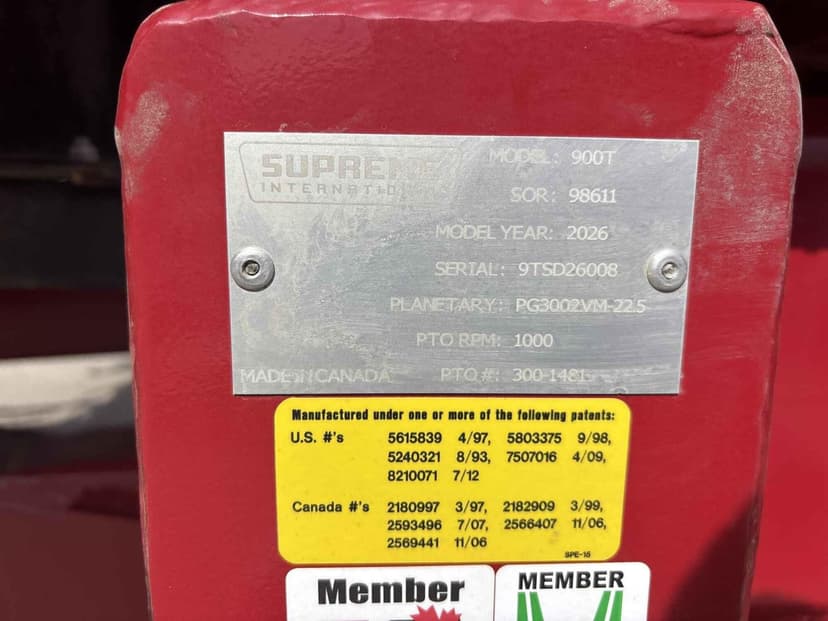 SUPREME
INTERNATIONAL
MODEL: 900T
SOR: 98611
MODEL YEAR: 2026
SERIAL: 9TSD26008
PLANETARY: PG3002VM-22.5
PTO RPM: 1000
MADE IN CANADA PTO #: 300-1481
Manufactured under one or more of the following patents:
U.S. #'s 5615839 4/97, 5803375 9/98,
5240321 8/93, 7507016 4/09,
8210071 7/12
Canada #'s 2180997 3/97, 2182909 3/99,
2593496 7/07, 2566407 11/06,
2569441 11/06
SPE-15
Member
MEMBER